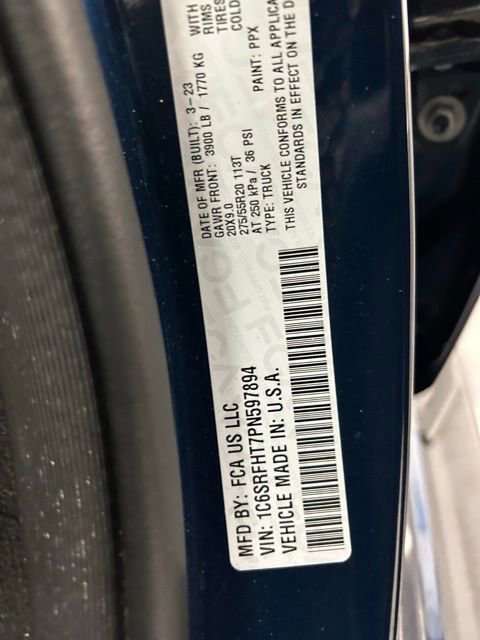 MFD BY: FCA US LLC
VIN: 1C6SRFHT7PN597894
VEHICLE MADE IN: U.S.A.
DATE OF MFR (BUILT): 3-23
GAWR FRONT: 3900 LB / 1770 KG
20X9.0
275/55R20 113T
AT 250 kPa / 36 PSI
TYPE: TRUCK
PAINT: PPX
THIS VEHICLE CONFORMS TO ALL
STANDARDS IN EFFECT ON THE
WITH
RIMS
TIRES
COLD